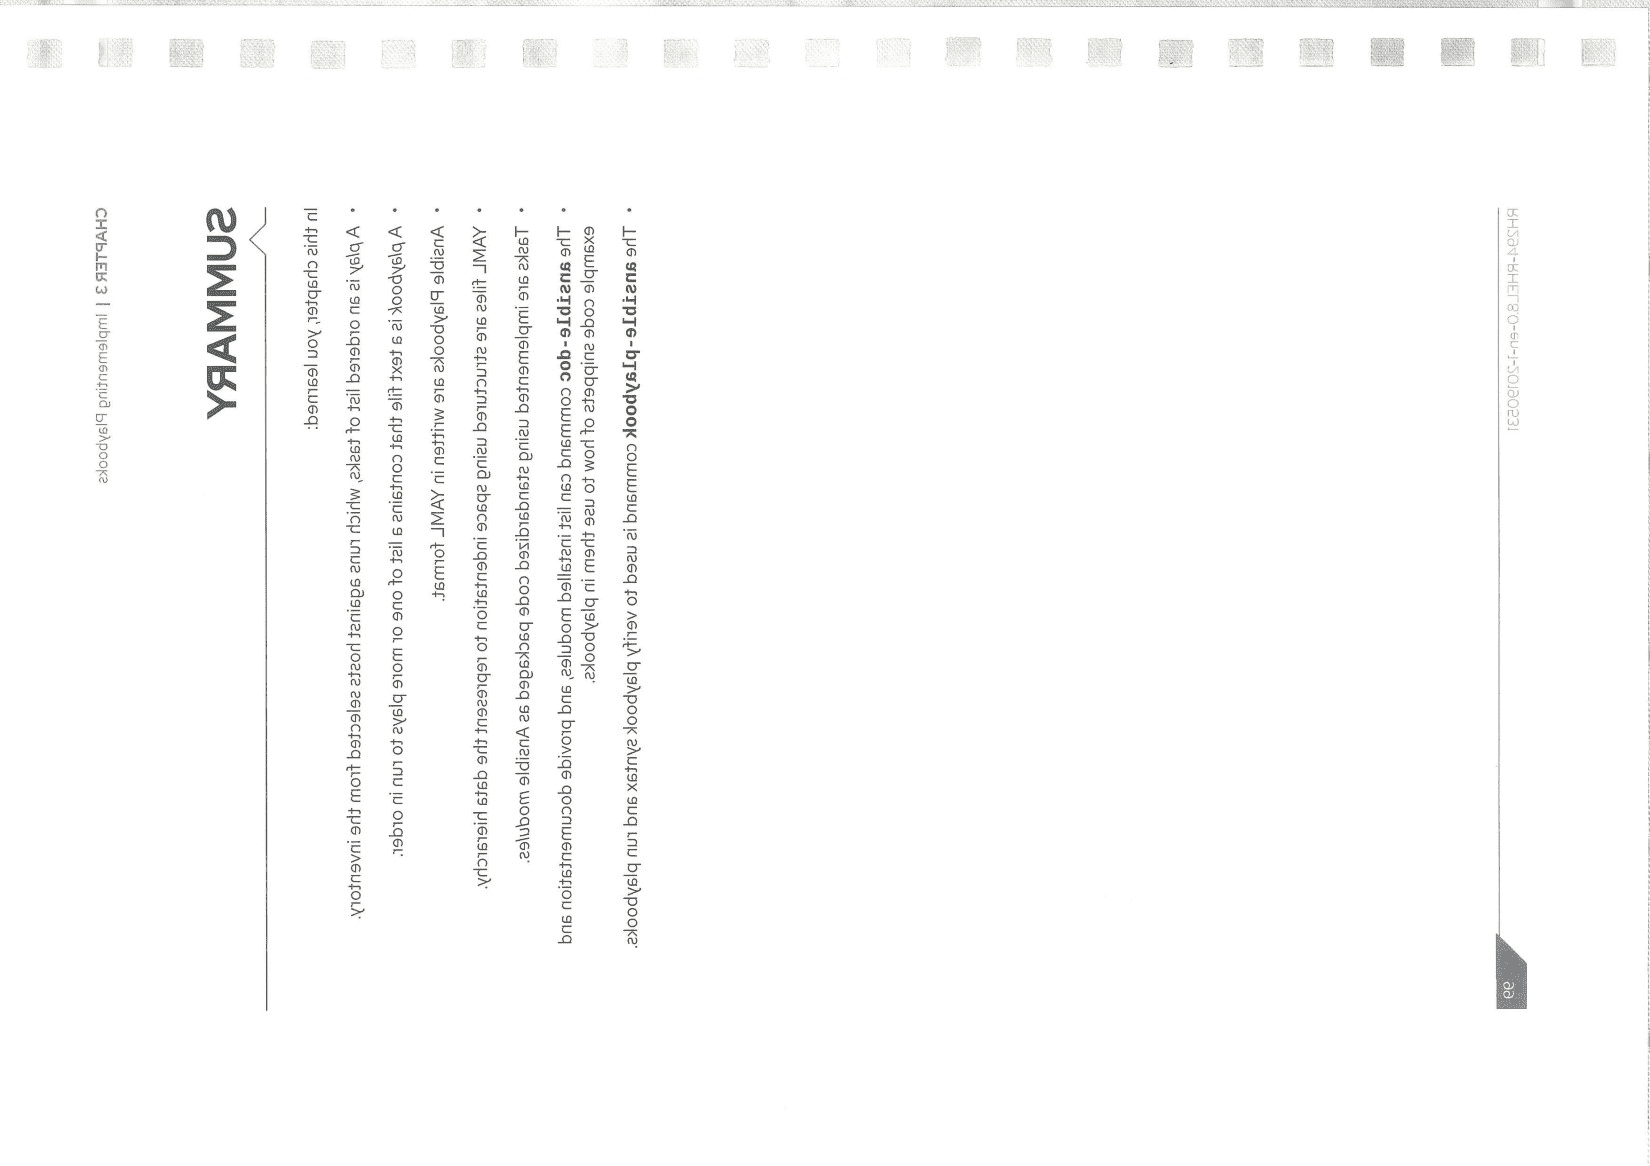 CHAPTER 3 | Implementing Playbooks
SUMMARY
In this chapter, you learned:
• A play is an ordered list of tasks, which runs against hosts selected from the inventory.
• A playbook is a text file that contains a list of one or more plays to run in order.
• Ansible Playbooks are written in YAML format.
• YAML files are structured using space indentation to represent the data hierarchy.
• Tasks are implemented using standardized code packaged as Ansible modules.
• The ansible-doc command can list installed modules, and provide documentation and
example code snippets of how to use them in playbooks.
• The ansible-playbook command is used to verify playbook syntax and run playbooks.
RH294-RHEL8.0-en-1-20190531
99